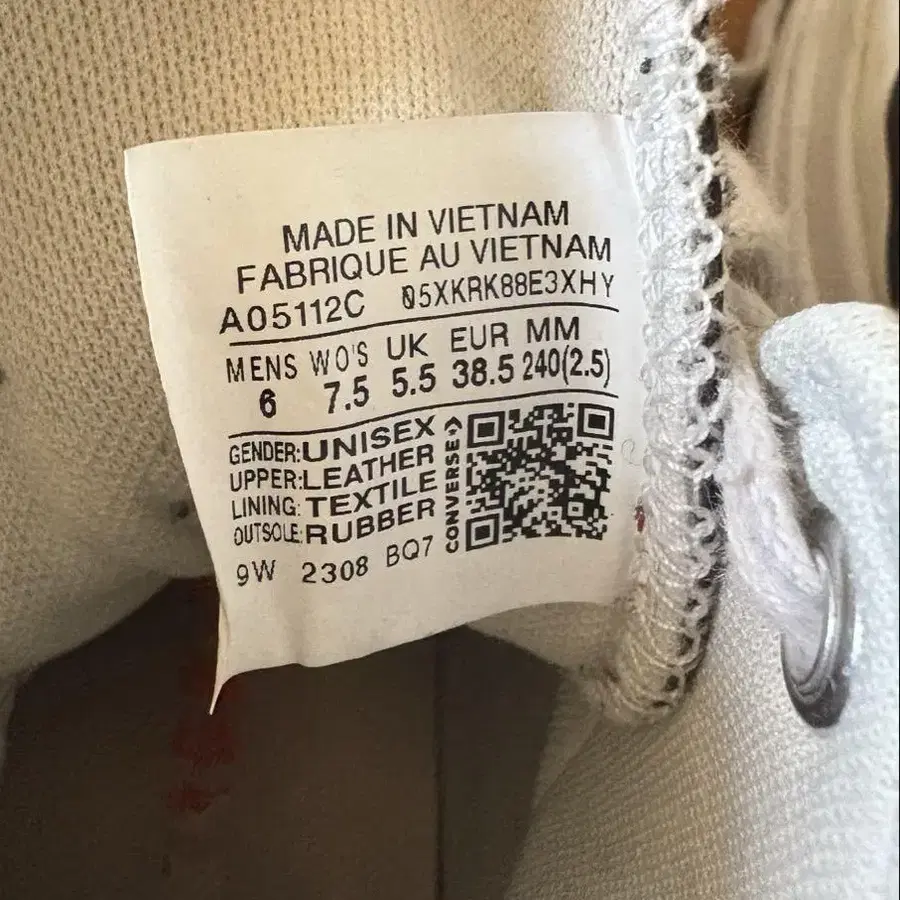 MADE IN VIETNAM
FABRIQUE AU VIETNAM
A05112C 05XKRK88E3XHY
MENS WO'S UK EUR MM
6 7.5 5.5 38.5 240(2.5)
GENDER:UNISEX
UPPER:LEATHER
LINING:TEXTILE
OUTSOLE:RUBBER
CONVERSE
9W 2308 BQ7